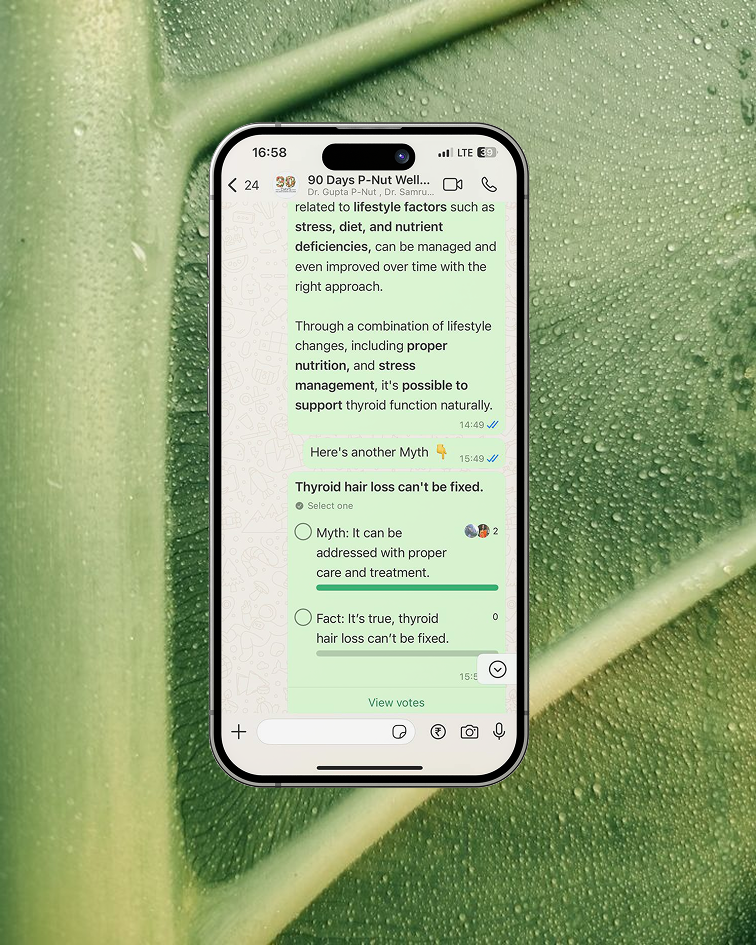 16:58
LTE 39
24
90 Days P-Nut Well...
Dr. Gupta P-Nut , Dr. Samru...
related to lifestyle factors such as
stress, diet, and nutrient
deficiencies, can be managed and
even improved over time with the
right approach.
Through a combination of lifestyle
changes, including proper
nutrition, and stress
management, it's possible to
support thyroid function naturally.
14:49
Here's another Myth 👇
15:49
Thyroid hair loss can't be fixed.
Select one
Myth: It can be 2
addressed with proper
care and treatment.
Fact: It’s true, thyroid 0
hair loss can’t be fixed.
View votes
₹